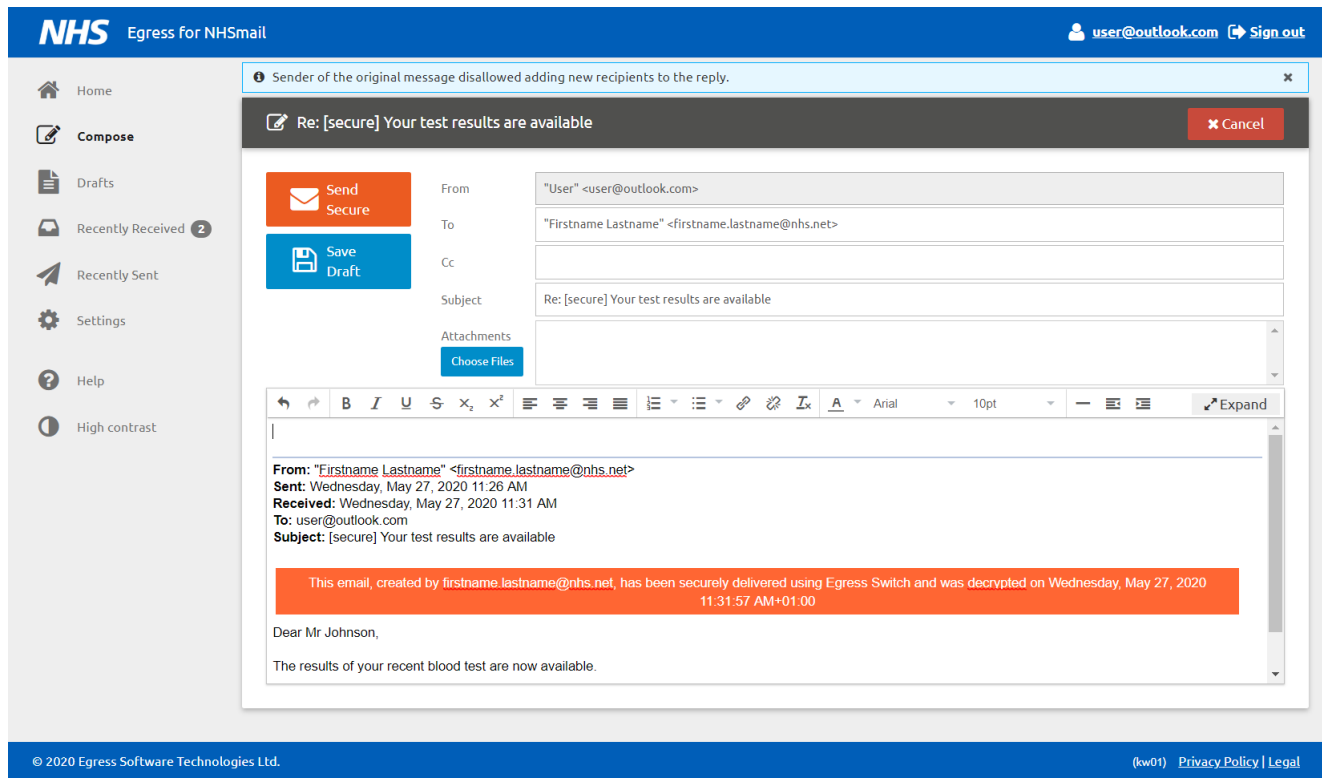 NHS Egress for NHSmail
user@outlook.com Sign out
Home
Compose
Drafts
Recently Received 2
Recently Sent
Settings
Help
High contrast
Sender of the original message disallowed adding new recipients to the reply.
Re: [secure] Your test results are available
Cancel
Send
Secure
Save
Draft
From "User" <user@outlook.com>
To "Firstname Lastname" <firstname.lastname@nhs.net>
Cc
Subject Re: [secure] Your test results are available
Attachments
Choose Files
B I U S X₂ X² Ix A Arial 10pt Expand
From: "Firstname Lastname" <firstname.lastname@nhs.net>
Sent: Wednesday, May 27, 2020 11:26 AM
Received: Wednesday, May 27, 2020 11:31 AM
To: user@outlook.com
Subject: [secure] Your test results are available
This email, created by firstname.lastname@nhs.net, has been securely delivered using Egress Switch and was decrypted on Wednesday, May 27, 2020
11:31:57 AM+01:00
Dear Mr Johnson,
The results of your recent blood test are now available.
© 2020 Egress Software Technologies Ltd.
(kw01) Privacy Policy | Legal